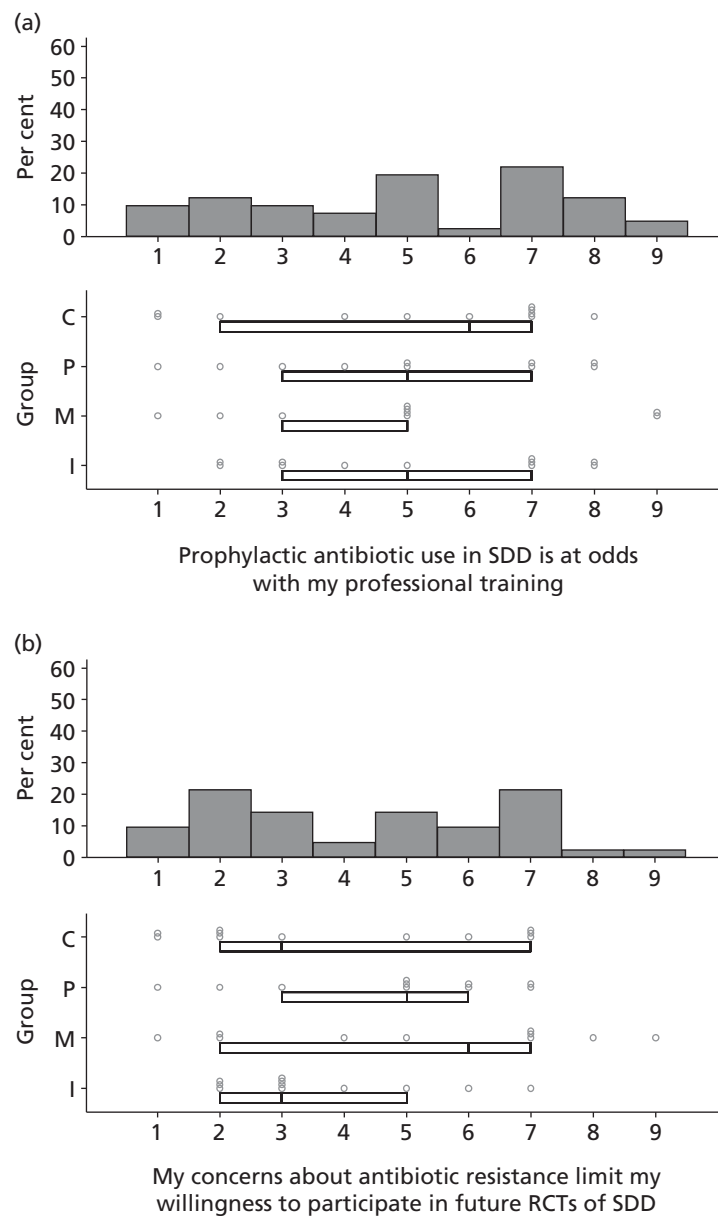 (a)
60
50
40
30
20
10
0
Per cent
1 2 3 4 5 6 7 8 9
C
P
M
I
Group
1 2 3 4 5 6 7 8 9
Prophylactic antibiotic use in SDD is at odds
with my professional training
(b)
60
50
40
30
20
10
0
Per cent
1 2 3 4 5 6 7 8 9
C
P
M
I
Group
1 2 3 4 5 6 7 8 9
My concerns about antibiotic resistance limit my
willingness to participate in future RCTs of SDD